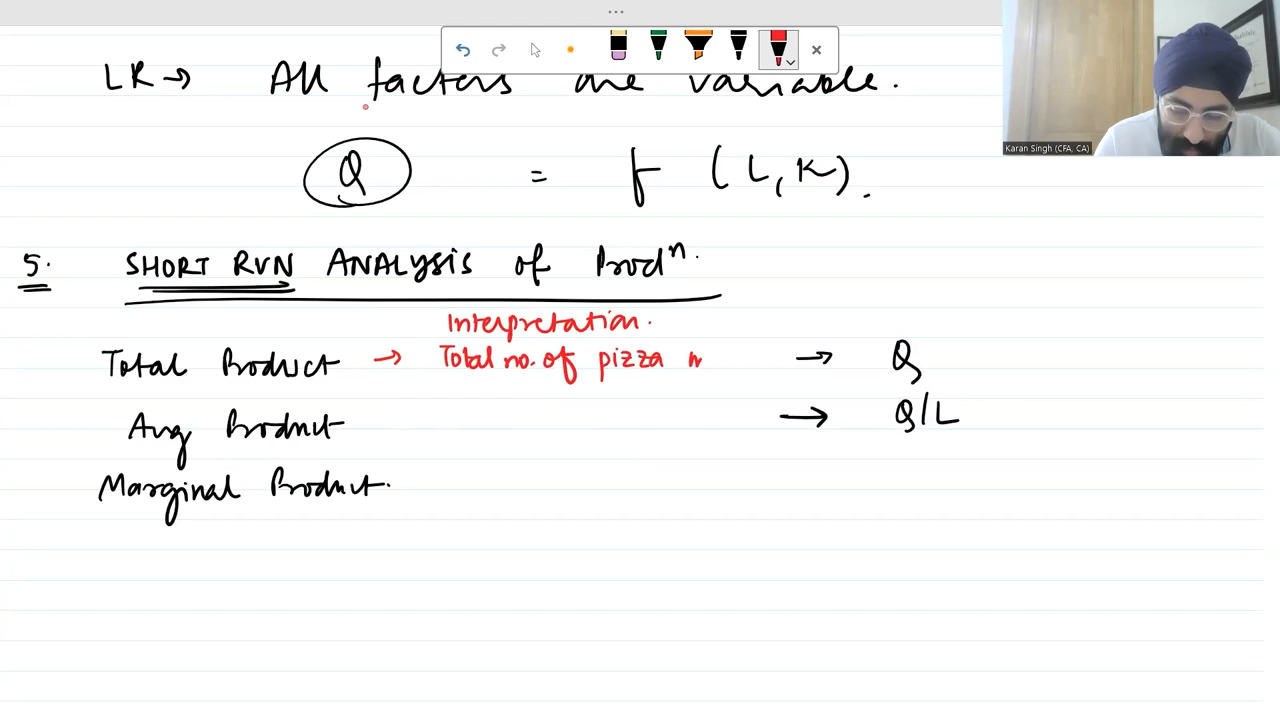 LR → All factors are variable.
Karan Singh (CFA, CA)
Q = f (L, K).
5. SHORT RUN ANALYSIS of Prodⁿ.
Interpretation.
Total Product → Total no. of pizza → Q
Avg Product → Q/L
Marginal Product.